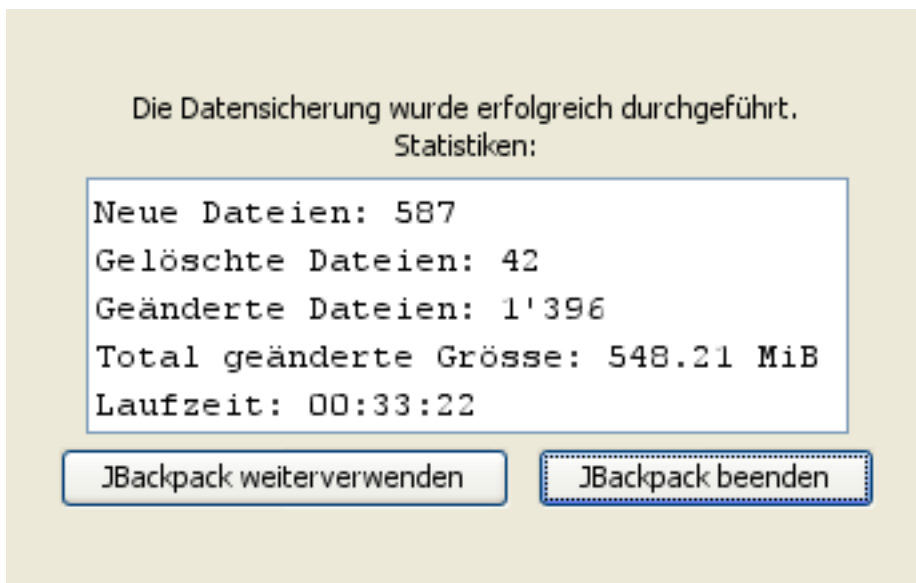 Die Datensicherung wurde erfolgreich durchgeführt.
Statistiken:
Neue Dateien: 587
Gelöschte Dateien: 42
Geänderte Dateien: 1'396
Total geänderte Grösse: 548.21 MiB
Laufzeit: 00:33:22
JBackpack weiterverwenden
JBackpack beenden